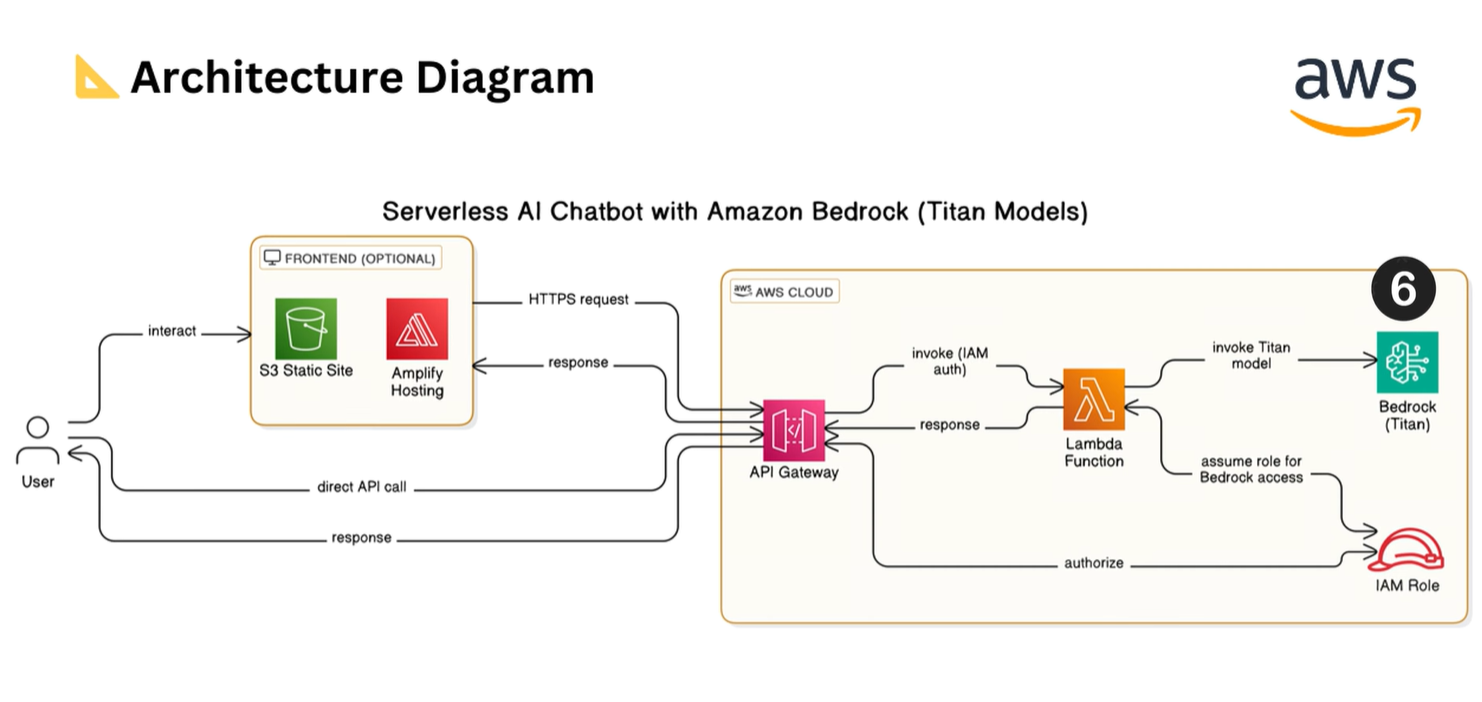 Architecture Diagram
aws
Serverless AI Chatbot with Amazon Bedrock (Titan Models)
FRONTEND (OPTIONAL)
S3 Static Site
Amplify
Hosting
interact
HTTPS request
response
User
direct API call
response
aws AWS CLOUD
6
API Gateway
invoke (IAM
auth)
response
Lambda
Function
invoke Titan
model
Bedrock
(Titan)
assume role for
Bedrock access
authorize
IAM Role